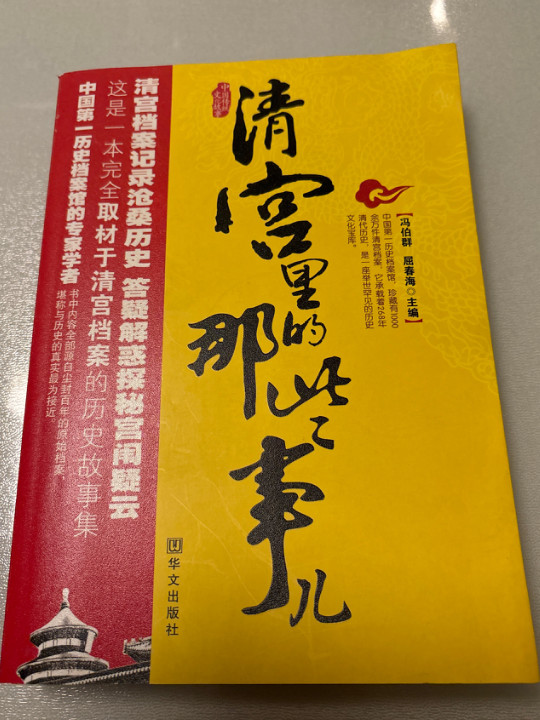 清宫里的那些事儿
【冯伯群 屈春海◎主编】
中国第一历史档案馆,珍藏有1000
余万件清宫档案,它承载着268年
清代历史,是一座举世罕见的历史
文化宝库。
华文出版社
清宫档案记录沧桑历史 答疑解惑探秘宫闱疑云
这是一本完全取材于清宫档案的历史故事集
中国第一历史档案馆的专家学者
书中内容全部源自尘封百年的原始档案,
堪称与历史的真实最为接近。